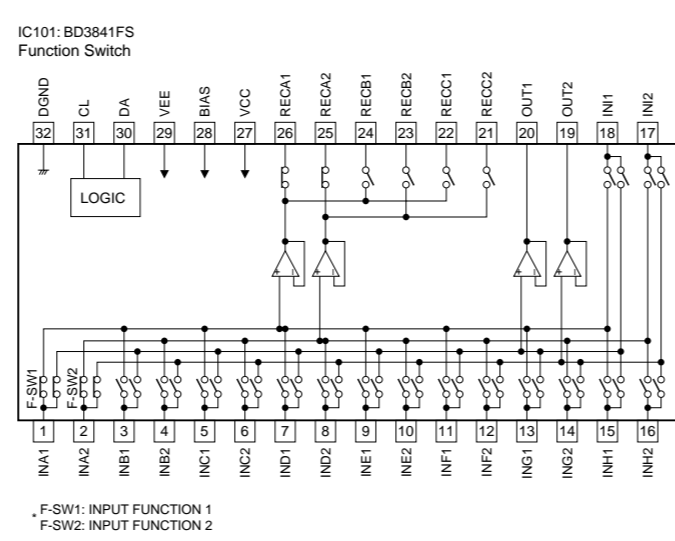 IC101: BD3841FS
Function Switch
DGND CL DA VEE BIAS VCC RECA1 RECA2 RECB1 RECB2 RECC1 RECC2 OUT1 OUT2 INI1 INI2
32 31 30 29 28 27 26 25 24 23 22 21 20 19 18 17
LOGIC
+ − + − + − + −
F-SW1 F-SW2
1 2 3 4 5 6 7 8 9 10 11 12 13 14 15 16
INA1 INA2 INB1 INB2 INC1 INC2 IND1 IND2 INE1 INE2 INF1 INF2 ING1 ING2 INH1 INH2
* F-SW1: INPUT FUNCTION 1
F-SW2: INPUT FUNCTION 2